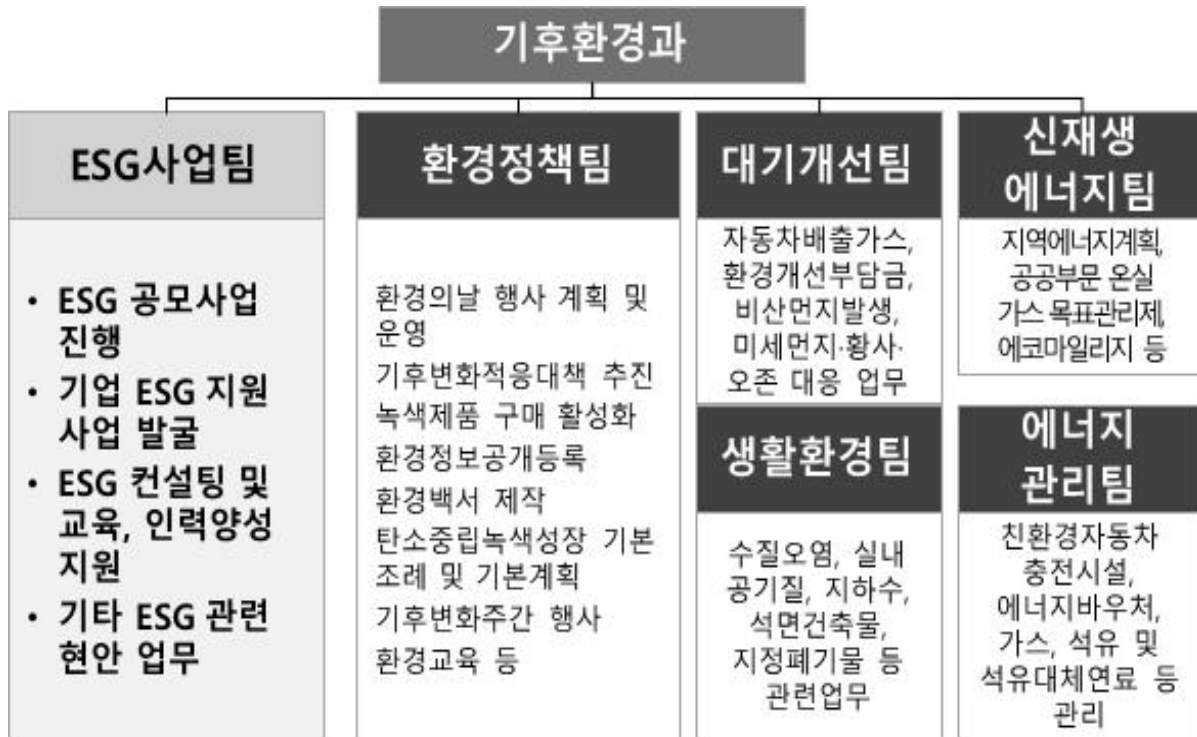 기후환경과
ESG사업팀
• ESG 공모사업
진행
• 기업 ESG 지원
사업 발굴
• ESG 컨설팅 및
교육, 인력양성
지원
• 기타 ESG 관련
현안 업무
환경정책팀
환경의날 행사 계획 및
운영
기후변화적응대책 추진
녹색제품 구매 활성화
환경정보공개등록
환경백서 제작
탄소중립녹색성장 기본
조례 및 기본계획
기후변화주간 행사
환경교육 등
대기개선팀
자동차배출가스,
환경개선부담금,
비산먼지발생,
미세먼지·황사·
오존 대응 업무
생활환경팀
수질오염, 실내
공기질, 지하수,
석면건축물,
지정폐기물 등
관련업무
신재생
에너지팀
지역에너지계획,
공공부문 온실
가스 목표관리제,
에코마일리지 등
에너지
관리팀
친환경자동차
충전시설,
에너지바우처,
가스, 석유 및
석유대체연료 등
관리